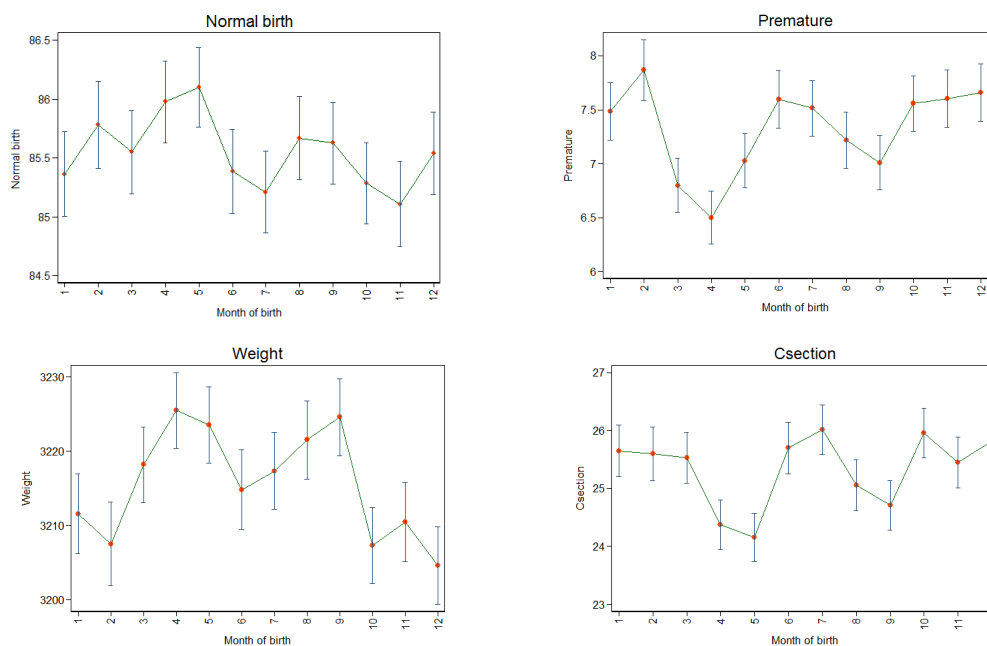 Normal birth
Normal birth
86.5
86
85.5
85
84.5
1 2 3 4 5 6 7 8 9 10 11 12
Month of birth
Premature
Premature
8
7.5
7
6.5
6
1 2 3 4 5 6 7 8 9 10 11 12
Month of birth
Weight
Weight
3230
3220
3210
3200
1 2 3 4 5 6 7 8 9 10 11 12
Month of birth
Csection
Csection
27
26
25
24
23
1 2 3 4 5 6 7 8 9 10 11
Month of birth